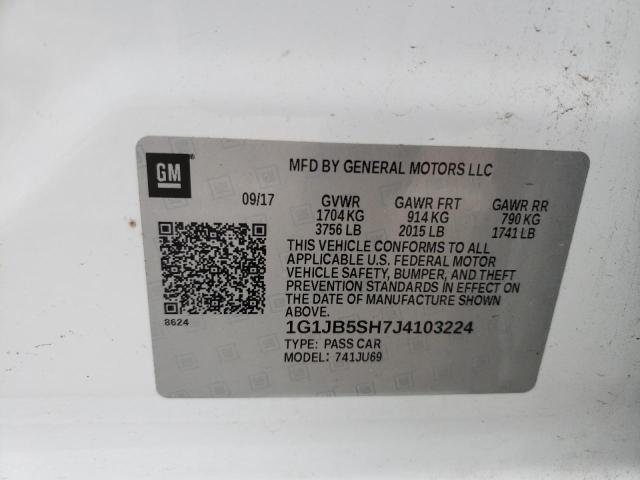 GM
MFD BY GENERAL MOTORS LLC
09/17 GVWR GAWR FRT GAWR RR
1704 KG 914 KG 790 KG
3756 LB 2015 LB 1741 LB
THIS VEHICLE CONFORMS TO ALL
APPLICABLE U.S. FEDERAL MOTOR
VEHICLE SAFETY, BUMPER, AND THEFT
PREVENTION STANDARDS IN EFFECT ON
THE DATE OF MANUFACTURE SHOWN
ABOVE.
8624
1G1JB5SH7J4103224
TYPE: PASS CAR
MODEL: 741JU69